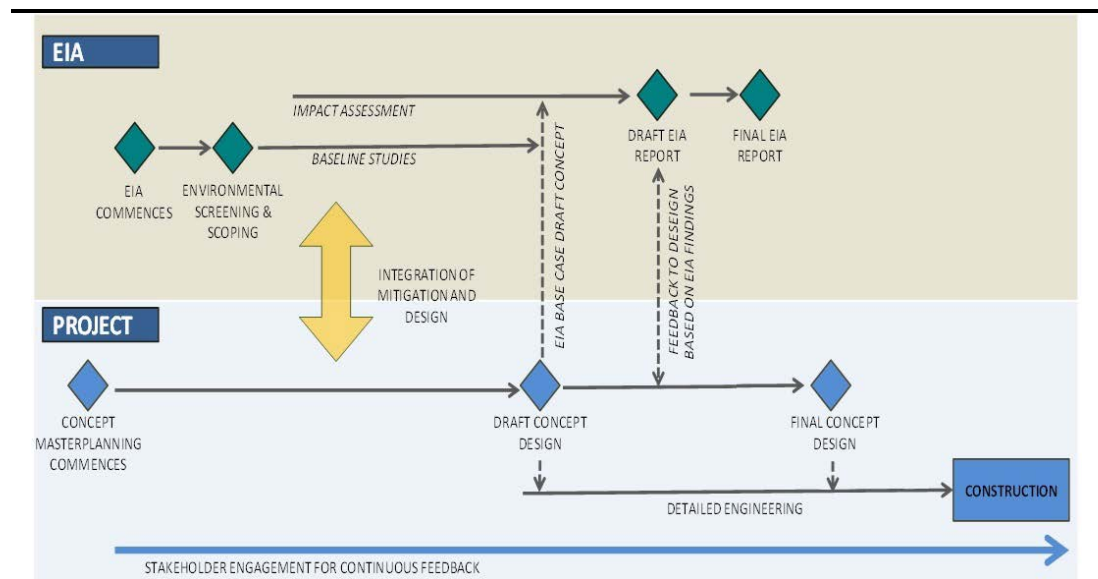 EIA
IMPACT ASSESSMENT
BASELINE STUDIES
EIA
COMMENCES
ENVIRONMENTAL
SCREENING &
SCOPING
DRAFT EIA
REPORT
FINAL EIA
REPORT
INTEGRATION OF
MITIGATION AND
DESIGN
EIA BASE CASE DRAFT CONCEPT
FEEDBACK TO DESEIGN
BASED ON EIA FINDINGS
PROJECT
CONCEPT
MASTERPLANNING
COMMENCES
DRAFT CONCEPT
DESIGN
FINAL CONCEPT
DESIGN
DETAILED ENGINEERING
CONSTRUCTION
STAKEHOLDER ENGAGEMENT FOR CONTINUOUS FEEDBACK